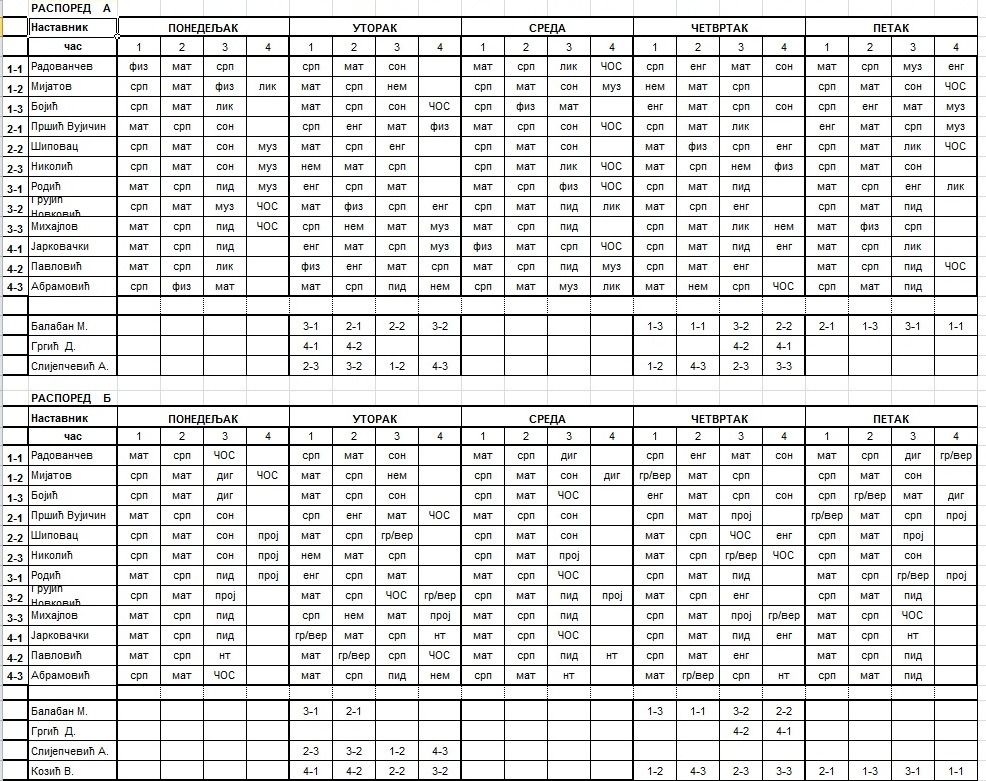 РАСПОРЕД А
Наставник ПОНЕДЕЉАК УТОРАК СРЕДА ЧЕТВРТАК ПЕТАК
час 1 2 3 4 1 2 3 4 1 2 3 4 1 2 3 4 1 2 3 4
1-1 Радованчев физ мат срп срп мат сон мат срп лик ЧОС срп енг мат сон мат срп муз енг
1-2 Мијатов срп мат физ лик мат срп нем срп мат сон муз нем мат срп срп мат сон ЧОС
1-3 Бојић срп мат лик мат срп сон ЧОС срп физ мат енг мат срп сон срп енг мат муз
2-1 Пршић Вујичин мат срп сон срп енг мат физ мат срп сон ЧОС срп мат лик енг мат срп муз
2-2 Шиповац срп мат сон муз мат срп енг срп мат сон мат физ срп енг срп мат лик ЧОС
2-3 Николић срп мат сон муз нем мат срп мат срп лик ЧОС мат срп нем физ срп мат сон
3-1 Родић мат срп пид муз енг срп мат мат срп физ ЧОС срп мат пид мат срп енг лик
3-2 Грујић Новковић срп мат муз ЧОС мат физ срп енг срп мат пид лик мат срп енг срп мат пид
3-3 Михајлов мат срп пид ЧОС срп нем мат муз мат срп пид срп мат лик нем мат физ срп
4-1 Јарковачки мат срп пид енг мат срп муз физ мат срп ЧОС срп мат пид енг мат срп лик
4-2 Павловић мат срп лик физ енг мат срп мат срп пид муз срп мат енг мат срп пид ЧОС
4-3 Абрамовић срп физ мат мат срп пид нем срп мат муз лик мат нем срп ЧОС срп мат пид
Балабан М. 3-1 2-1 2-2 3-2 1-3 1-1 3-2 2-2 2-1 1-3 3-1 1-1
Гргић Д. 4-1 4-2 4-2 4-1
Слијепчевић А. 2-3 3-2 1-2 4-3 1-2 4-3 2-3 3-3
РАСПОРЕД Б
Наставник ПОНЕДЕЉАК УТОРАК СРЕДА ЧЕТВРТАК ПЕТАК
час 1 2 3 4 1 2 3 4 1 2 3 4 1 2 3 4 1 2 3 4
1-1 Радованчев мат срп ЧОС срп мат сон мат срп диг срп енг мат сон мат срп диг гр/вер
1-2 Мијатов срп мат диг ЧОС мат срп нем срп мат сон диг гр/вер мат срп срп мат сон
1-3 Бојић срп мат диг мат срп сон срп мат ЧОС енг мат срп сон срп гр/вер мат диг
2-1 Пршић Вујичин мат срп сон срп енг мат ЧОС мат срп сон срп мат прој гр/вер мат срп прој
2-2 Шиповац срп мат сон прој мат срп гр/вер срп мат сон мат срп ЧОС енг срп мат прој
2-3 Николић срп мат сон прој нем мат срп мат срп прој мат срп гр/вер ЧОС срп мат сон
3-1 Родић мат срп пид прој енг срп мат мат срп ЧОС срп мат пид мат срп гр/вер прој
3-2 Грујић Новковић срп мат прој мат срп ЧОС гр/вер срп мат пид прој мат срп енг срп мат пид
3-3 Михајлов мат срп пид срп нем мат прој мат срп пид срп мат прој гр/вер мат срп ЧОС
4-1 Јарковачки мат срп пид гр/вер мат срп нт мат срп ЧОС срп мат пид енг мат срп нт
4-2 Павловић мат срп нт мат гр/вер срп ЧОС мат срп пид нт срп мат енг мат срп пид
4-3 Абрамовић срп мат ЧОС мат срп пид нем срп мат нт мат гр/вер срп нт срп мат пид
Балабан М. 3-1 2-1 1-3 1-1 3-2 2-2
Гргић Д. 4-2 4-1
Слијепчевић А. 2-3 3-2 1-2 4-3
Козић В. 4-1 4-2 2-2 3-2 1-2 4-3 2-3 3-3 2-1 1-3 3-1 1-1